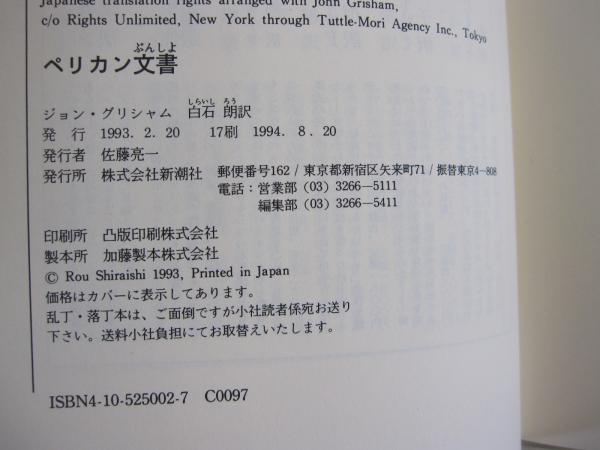 Japanese translation rights arranged with John Grisham,
c/o Rights Unlimited, New York through Tuttle-Mori Agency Inc., Tokyo
ぶんしよ
ペリカン文書
しらいし ろう
ジョン・グリシャム 白石 朗訳
発 行 1993. 2. 20 17刷 1994. 8. 20
発行者 佐藤亮一
発行所 株式会社新潮社 郵便番号162 / 東京都新宿区矢来町71 / 振替東京4—808
電話：営業部 (03) 3266—5111
編集部 (03) 3266—5411
印刷所 凸版印刷株式会社
製本所 加藤製本株式会社
© Rou Shiraishi 1993, Printed in Japan
価格はカバーに表示してあります。
乱丁・落丁本は、ご面倒ですが小社読者係宛お送り
下さい。送料小社負担にてお取替えいたします。
ISBN4-10-525002-7 C0097